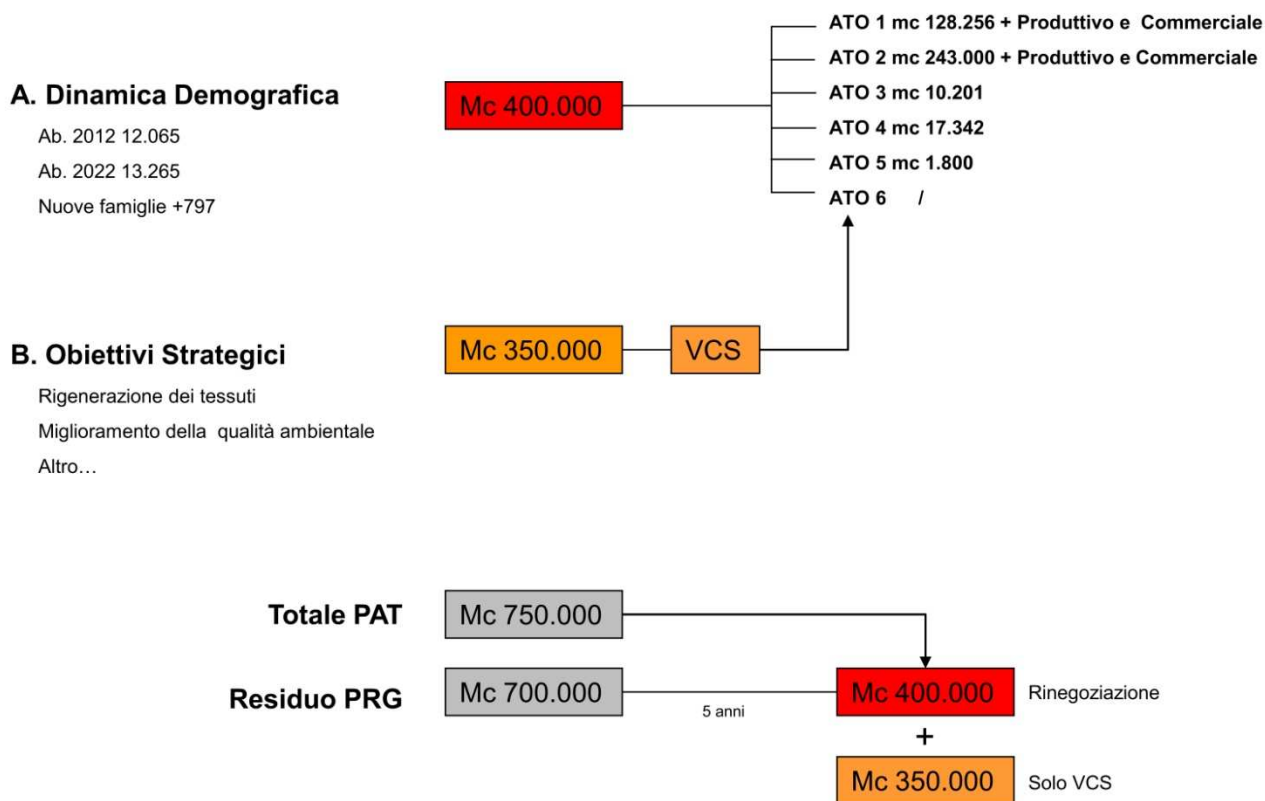 A. Dinamica Demografica
Ab. 2012 12.065
Ab. 2022 13.265
Nuove famiglie +797
Mc 400.000
ATO 1 mc 128.256 + Produttivo e Commerciale
ATO 2 mc 243.000 + Produttivo e Commerciale
ATO 3 mc 10.201
ATO 4 mc 17.342
ATO 5 mc 1.800
ATO 6 /
B. Obiettivi Strategici
Rigenerazione dei tessuti
Miglioramento della qualità ambientale
Altro…
Mc 350.000
VCS
Totale PAT
Mc 750.000
Residuo PRG
Mc 700.000
5 anni
Mc 400.000
Rinegoziazione
+
Mc 350.000
Solo VCS